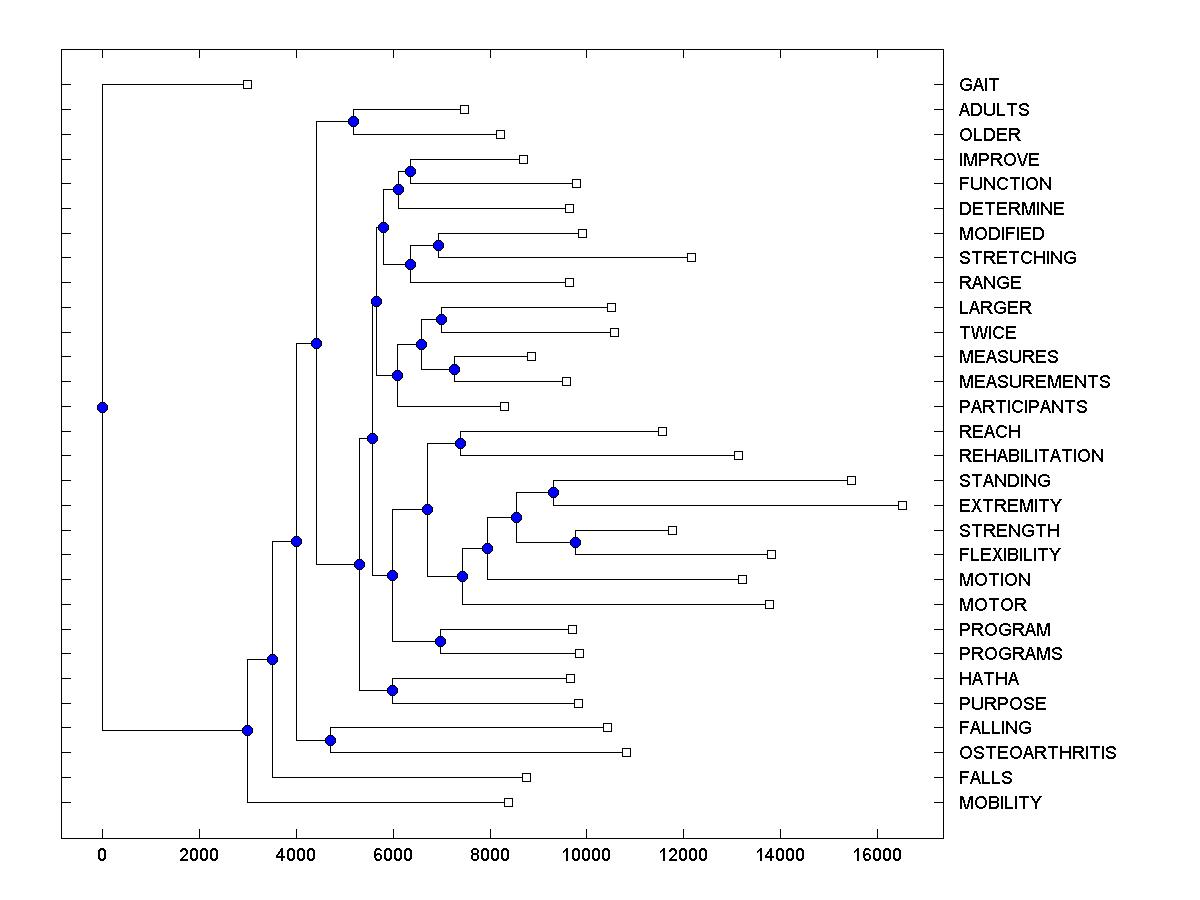 GAIT
ADULTS
OLDER
IMPROVE
FUNCTION
DETERMINE
MODIFIED
STRETCHING
RANGE
LARGER
TWICE
MEASURES
MEASUREMENTS
PARTICIPANTS
REACH
REHABILITATION
STANDING
EXTREMITY
STRENGTH
FLEXIBILITY
MOTION
MOTOR
PROGRAM
PROGRAMS
HATHA
PURPOSE
FALLING
OSTEOARTHRITIS
FALLS
MOBILITY
0 2000 4000 6000 8000 10000 12000 14000 16000